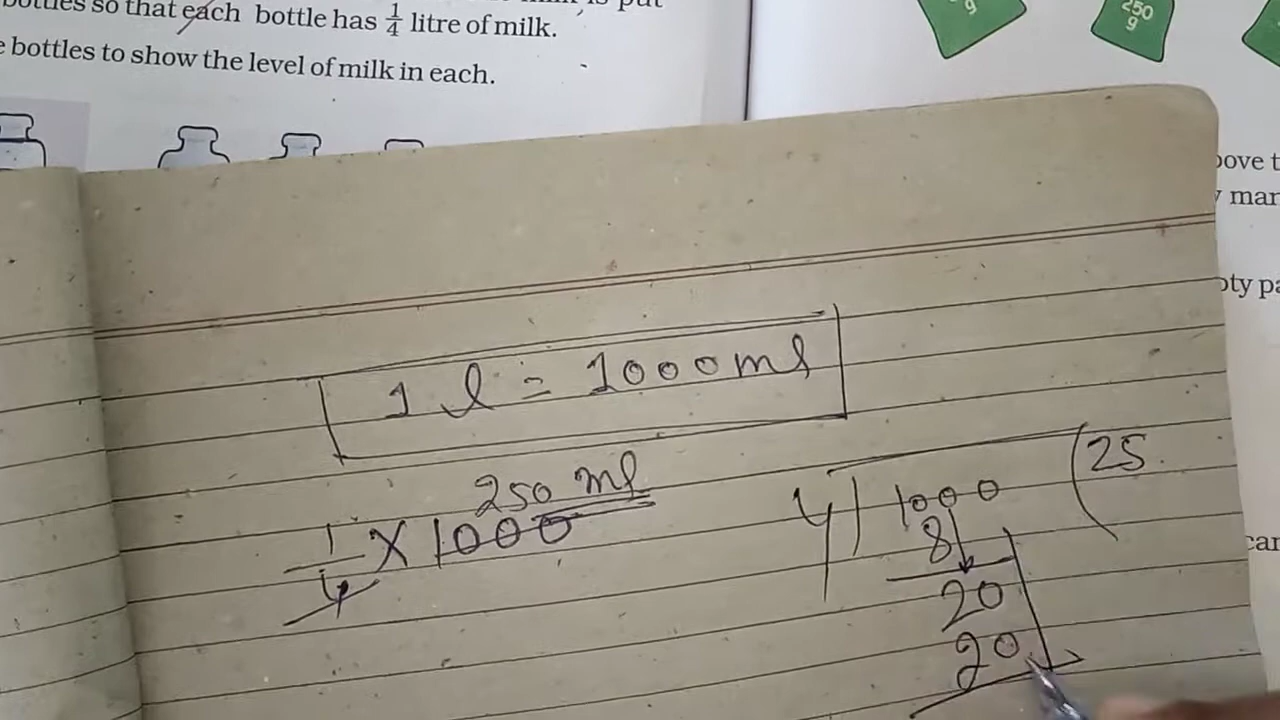 so that each bottle has 1/4 litre of milk.
bottles to show the level of milk in each.
g
250
g
1 l = 1000 ml
250 ml
1/4 × 1000
4 ) 1000 ( 25
8
20
20